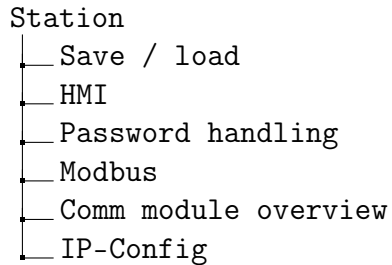 Station
Save / load
HMI
Password handling
Modbus
Comm module overview
IP-Config